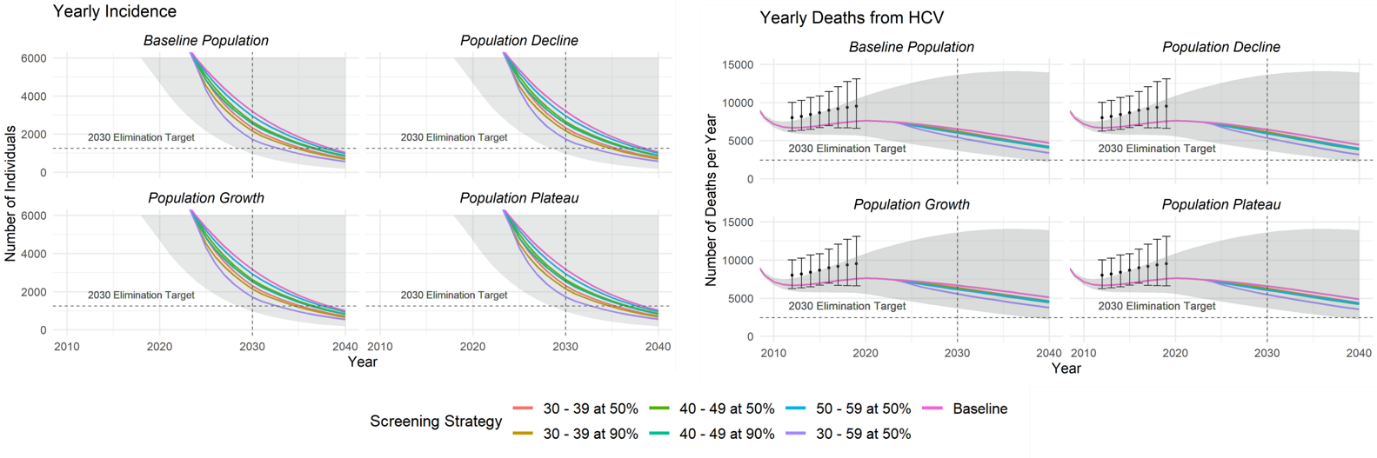 Yearly Incidence
Baseline Population
Population Decline
6000
4000
2000
0
2030 Elimination Target
2030 Elimination Target
Population Growth
Population Plateau
6000
4000
2000
0
2030 Elimination Target
2030 Elimination Target
2010 2020 2030 2040 2010 2020 2030 2040
Number of Individuals
Year
Yearly Deaths from HCV
Baseline Population
Population Decline
15000
10000
5000
0
2030 Elimination Target
2030 Elimination Target
Population Growth
Population Plateau
15000
10000
5000
0
2030 Elimination Target
2030 Elimination Target
2010 2020 2030 2040 2010 2020 2030 2040
Number of Deaths per Year
Year
Screening Strategy
30 - 39 at 50% 40 - 49 at 50% 50 - 59 at 50% Baseline
30 - 39 at 90% 40 - 49 at 90% 30 - 59 at 50%